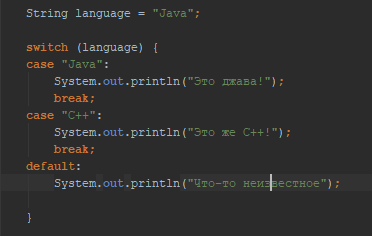 String language = "Java";
switch (language) {
case "Java":
System.out.println("Это джава!");
break;
case "C++":
System.out.println("Это же C++!");
break;
default:
System.out.println("Что-то неизвестное");
}